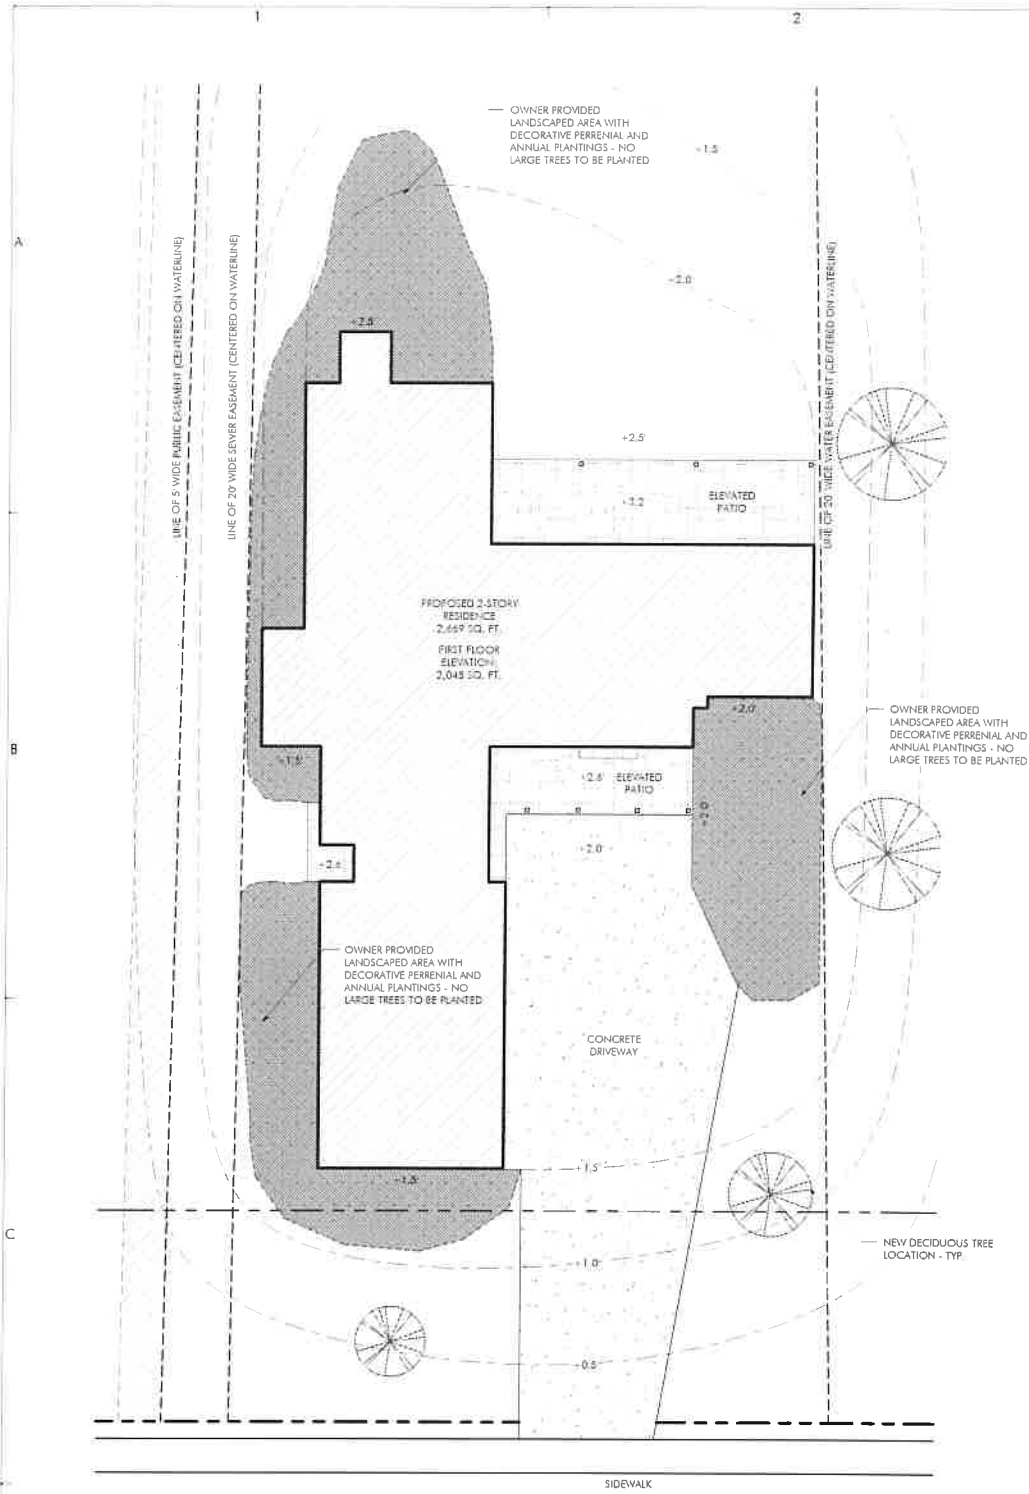 1
2
OWNER PROVIDED
LANDSCAPED AREA WITH
DECORATIVE PERRENIAL AND
ANNUAL PLANTINGS - NO
LARGE TREES TO BE PLANTED
+1.5
A
LINE OF 5' WIDE PUBLIC EASEMENT (CENTERED ON WATERLINE)
LINE OF 20' WIDE SEWER EASEMENT (CENTERED ON WATERLINE)
LINE OF 20' WIDE WATER EASEMENT (CENTERED ON WATERLINE)
+2.0
+2.5'
+2.5'
+3.2
ELEVATED
PATIO
PROPOSED 2-STORY
RESIDENCE
2,669 SQ. FT.
FIRST FLOOR
ELEVATION:
2,045 SQ. FT.
+2.0'
OWNER PROVIDED
LANDSCAPED AREA WITH
DECORATIVE PERRENIAL AND
ANNUAL PLANTINGS - NO
LARGE TREES TO BE PLANTED
B
+1.5'
+2.6'
ELEVATED
PATIO
+2.0'
+2.0'
+2.6'
OWNER PROVIDED
LANDSCAPED AREA WITH
DECORATIVE PERRENIAL AND
ANNUAL PLANTINGS - NO
LARGE TREES TO BE PLANTED
CONCRETE
DRIVEWAY
+1.5'
+1.5'
C
NEW DECIDUOUS TREE
LOCATION - TYP.
+1.0'
+0.5'
SIDEWALK